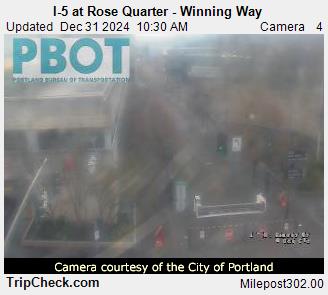 I-5 at Rose Quarter - Winning Way
Updated Dec 31 2024 10:30 AM Camera 4
PBOT
PORTLAND BUREAU OF TRANSPORTATION
Camera courtesy of the City of Portland
TripCheck.com Milepost302.00